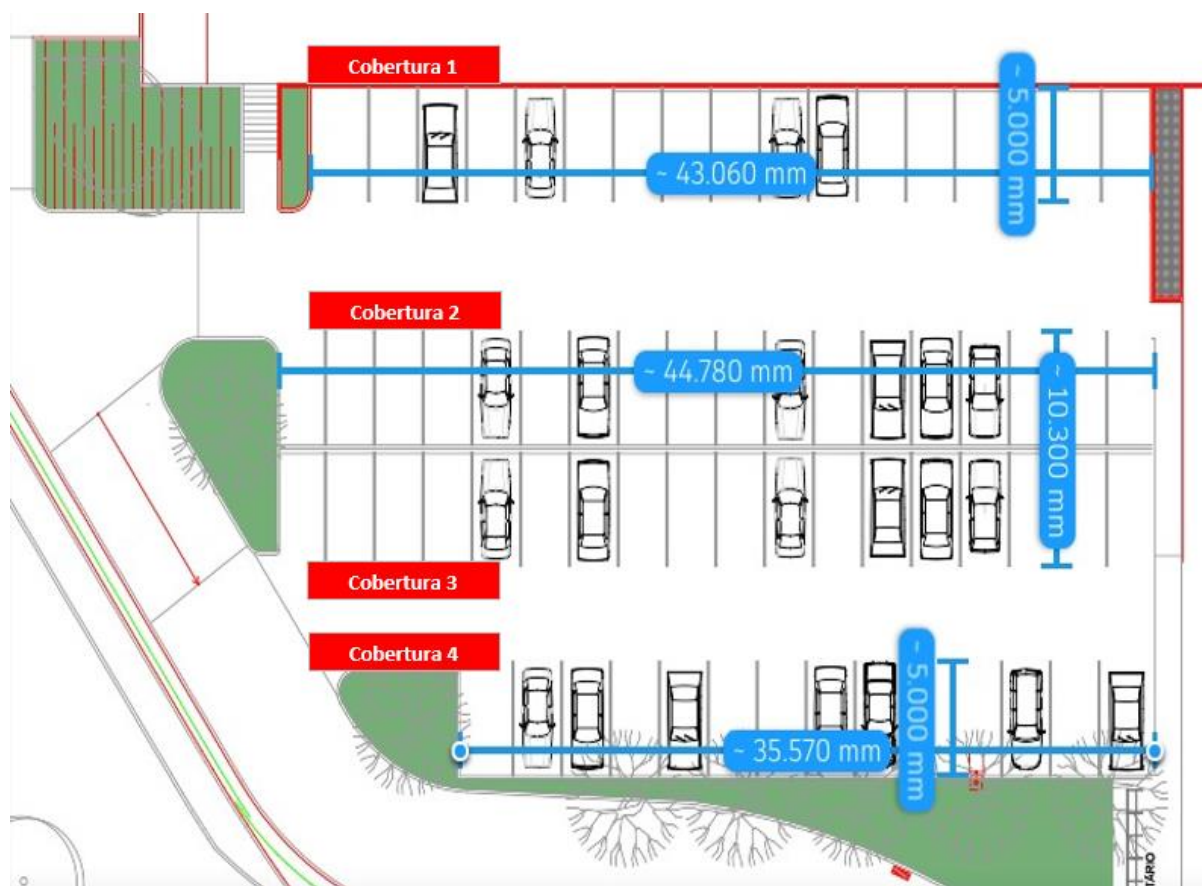 Cobertura 1
~ 5.000 mm
~ 43.060 mm
Cobertura 2
~ 44.780 mm
~ 10.300 mm
Cobertura 3
Cobertura 4
~ 5.000 mm
~ 35.570 mm
TÁRIO